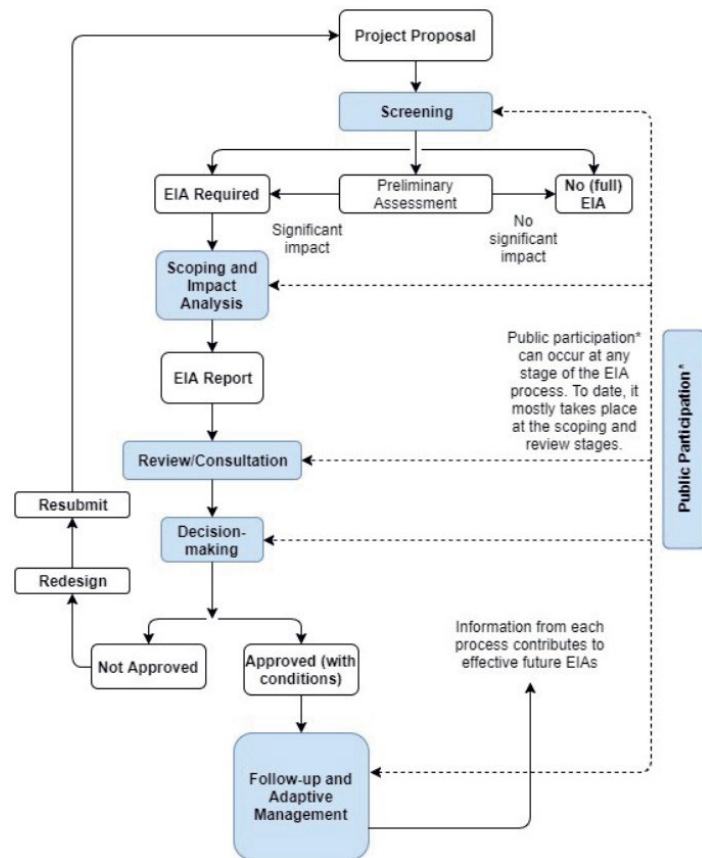 Project Proposal
Screening
EIA Required
Preliminary
Assessment
No (full)
EIA
Significant
impact
No
significant
impact
Scoping and
Impact
Analysis
EIA Report
Public participation*
can occur at any
stage of the EIA
process. To date, it
mostly takes place
at the scoping and
review stages.
Public Participation*
Review/Consultation
Resubmit
Decision-
making
Redesign
Not Approved
Approved (with
conditions)
Information from each
process contributes to
effective future EIAs
Follow-up and
Adaptive
Management